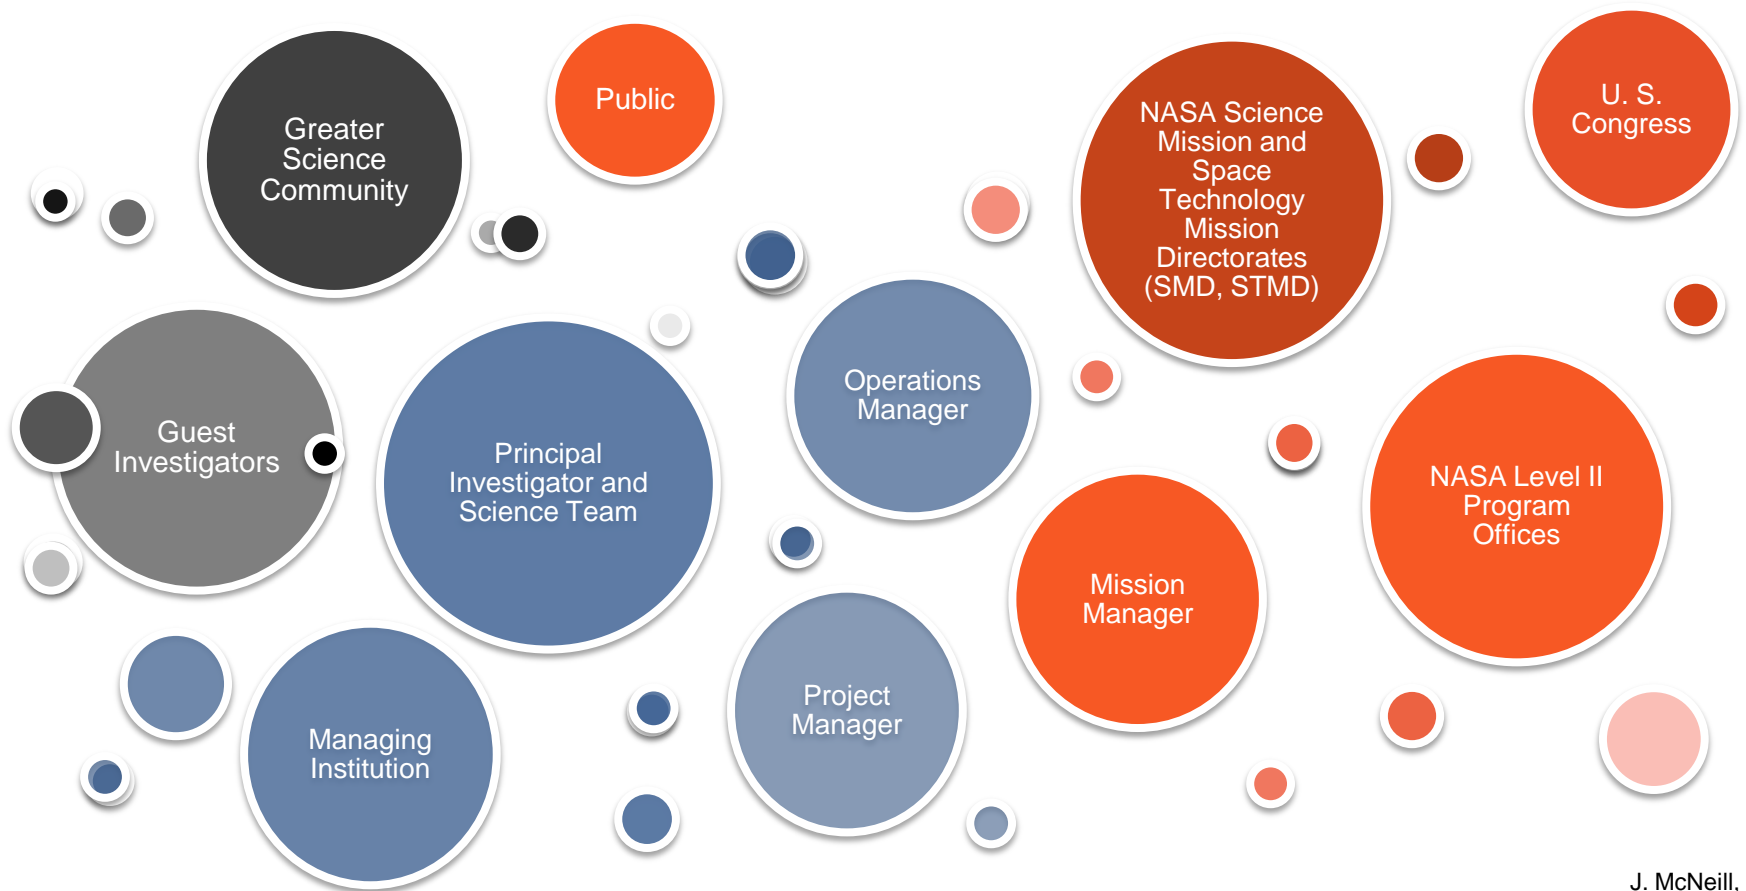 Greater
Science
Community
Public
NASA Science
Mission and
Space
Technology
Mission
Directorates
(SMD, STMD)
U. S.
Congress
Guest
Investigators
Principal
Investigator and
Science Team
Operations
Manager
Mission
Manager
NASA Level II
Program
Offices
Managing
Institution
Project
Manager
J. McNeill,